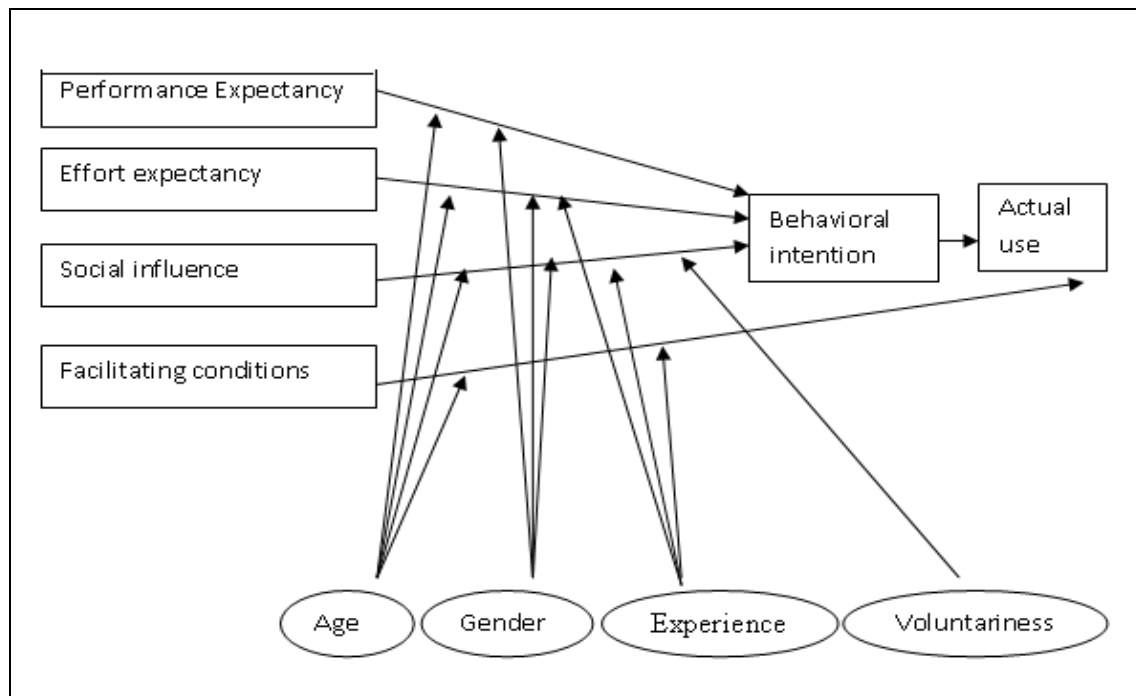 Performance Expectancy
Effort expectancy
Social influence
Facilitating conditions
Behavioral
intention
Actual
use
Age
Gender
Experience
Voluntariness